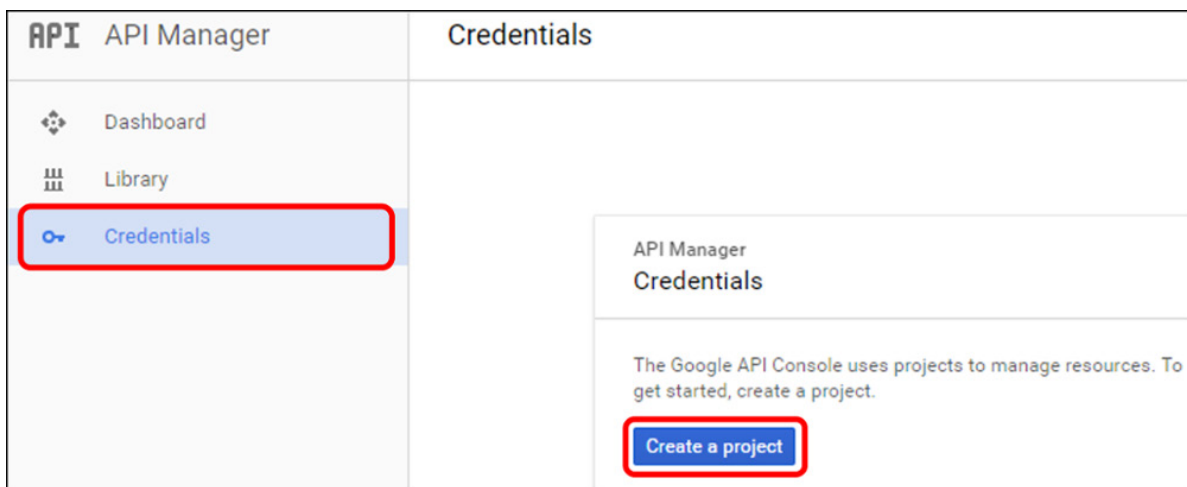 API API Manager
Credentials
Dashboard
Library
Credentials
API Manager
Credentials
The Google API Console uses projects to manage resources. To
get started, create a project.
Create a project